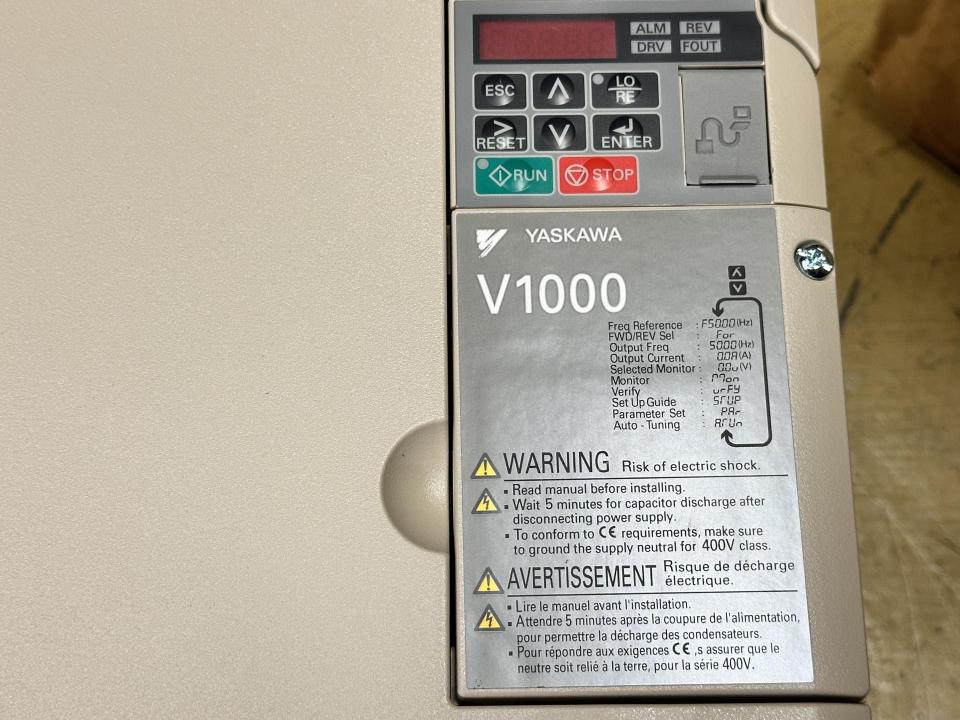 ALM REV
DRV FOUT
ESC LO RE
RESET ENTER
RUN STOP
YASKAWA
V1000
Freq Reference : F50.00(Hz)
FWD/REV Sel : For
Output Freq : 50.00(Hz)
Output Current : 0.0A(A)
Selected Monitor : (V)
Monitor :
Verify :
Set Up Guide :
Parameter Set : PAr
Auto - Tuning :
WARNING Risk of electric shock.
▪ Read manual before installing.
▪ Wait 5 minutes for capacitor discharge after
disconnecting power supply.
▪ To conform to CE requirements, make sure
to ground the supply neutral for 400V class.
AVERTISSEMENT Risque de décharge
électrique.
▪ Lire le manuel avant l'installation.
▪ Attendre 5 minutes après la coupure de l'alimentation,
pour permettre la décharge des condensateurs.
▪ Pour répondre aux exigences CE ,s assurer que le
neutre soit relié à la terre, pour la série 400V.